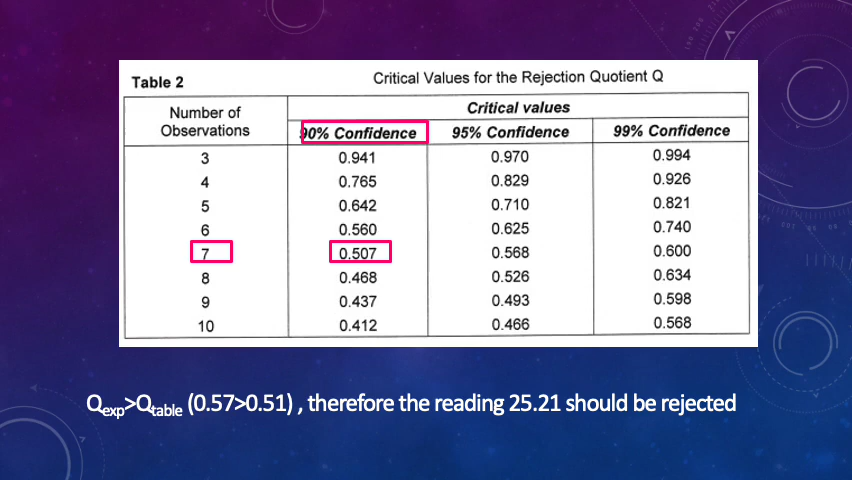 Table 2 Critical Values for the Rejection Quotient Q
Number of Observations Critical values
90% Confidence 95% Confidence 99% Confidence
3 0.941 0.970 0.994
4 0.765 0.829 0.926
5 0.642 0.710 0.821
6 0.560 0.625 0.740
7 0.507 0.568 0.600
8 0.468 0.526 0.634
9 0.437 0.493 0.598
10 0.412 0.466 0.568
Qexp>Qtable (0.57>0.51) , therefore the reading 25.21 should be rejected